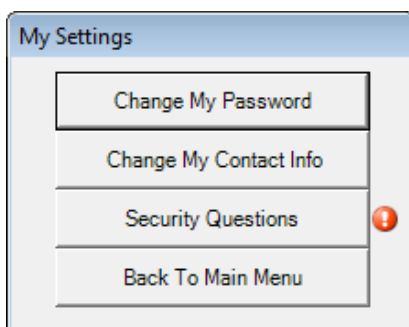 My Settings
Change My Password
Change My Contact Info
Security Questions
Back To Main Menu